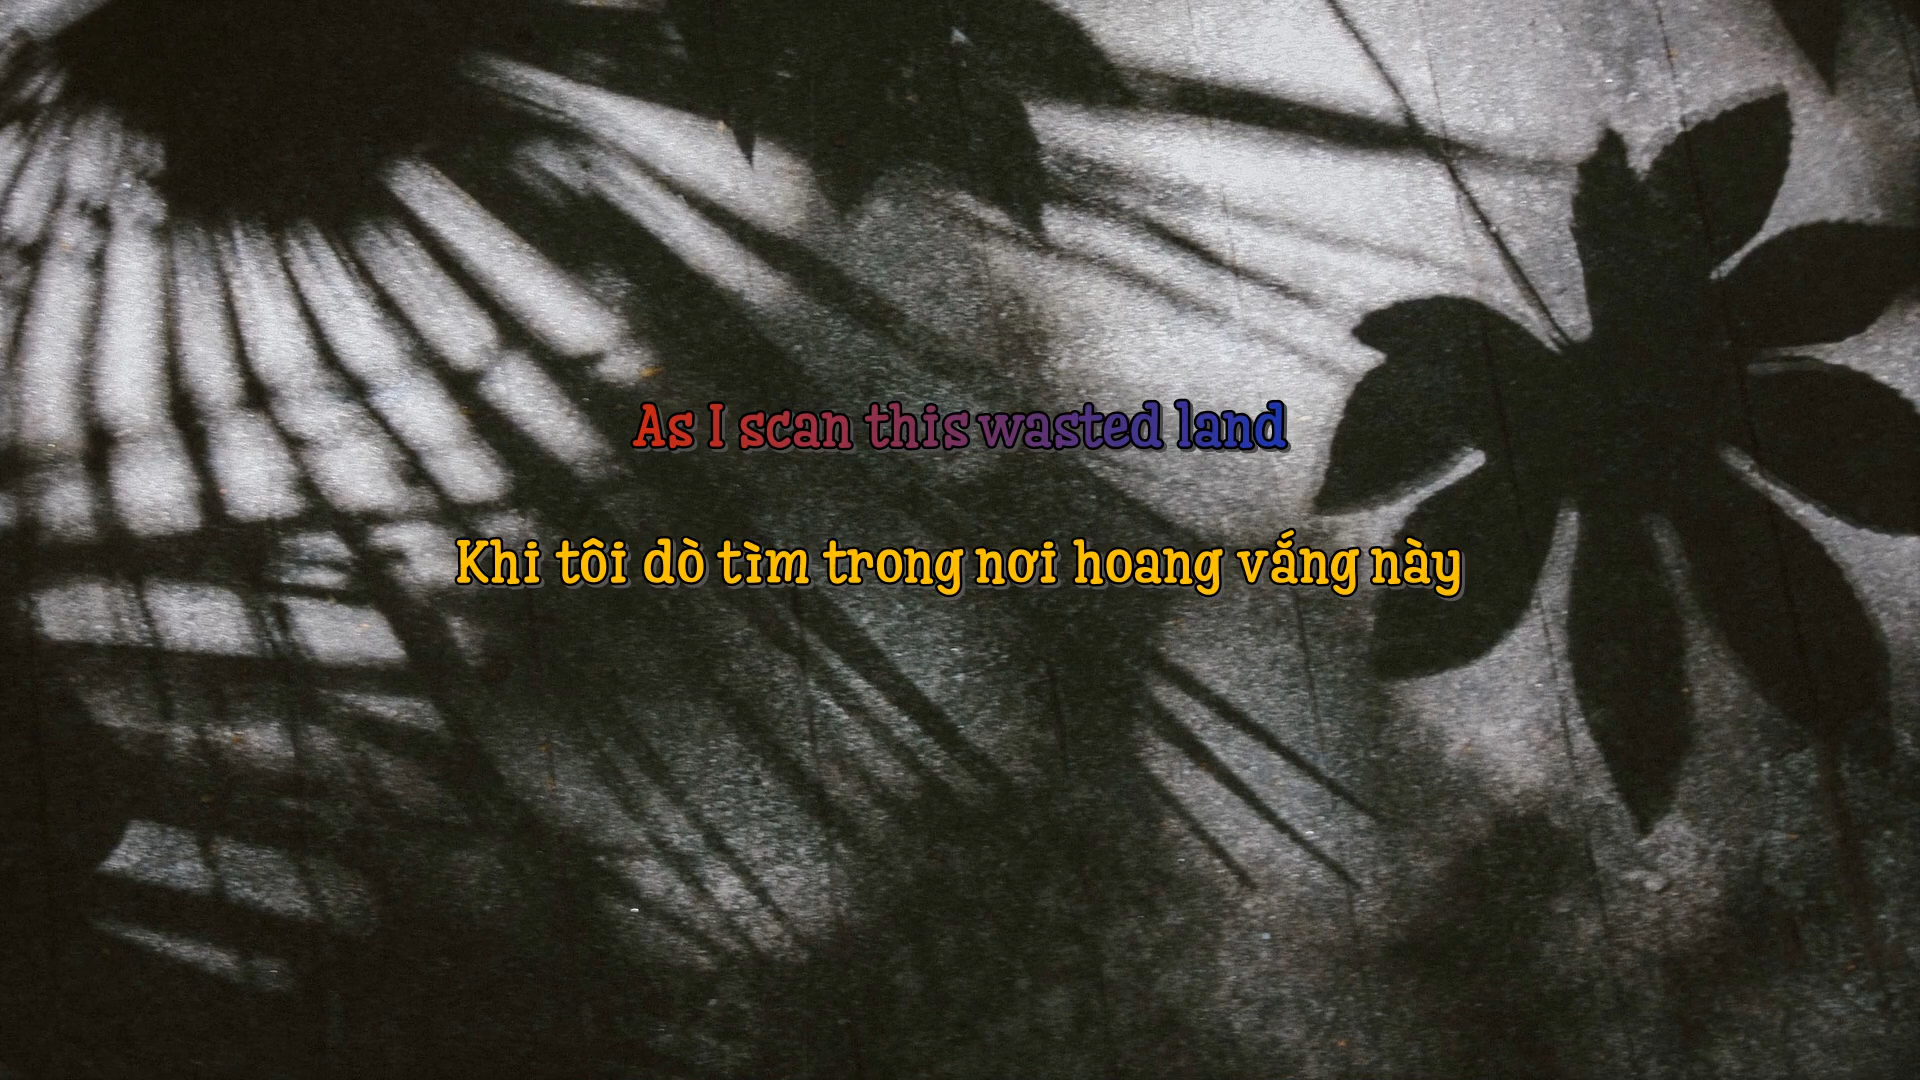 As I scan this wasted land
Khi tôi dò tìm trong nơi hoang vắng này